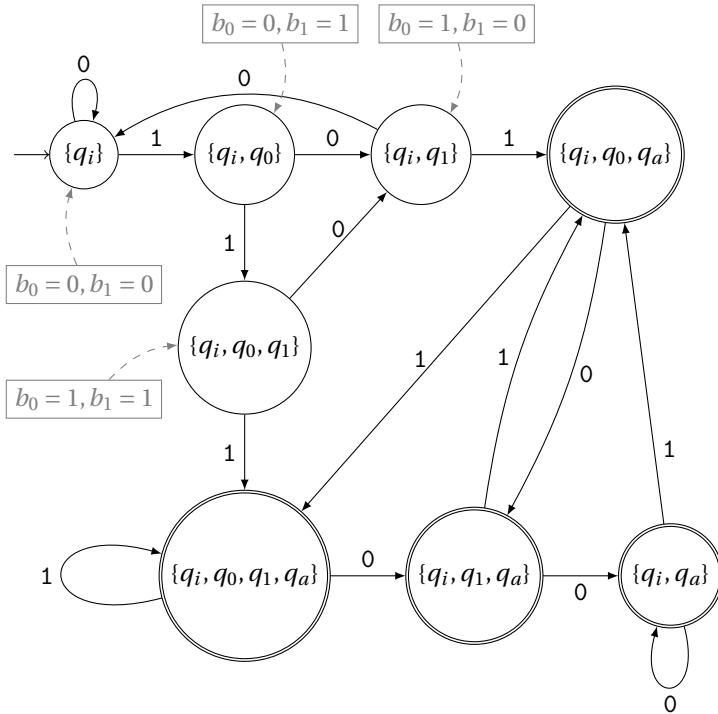 b₀ = 0, b₁ = 1
b₀ = 1, b₁ = 0
0
0
{qᵢ}
1
{qᵢ, q₀}
0
{qᵢ, q₁}
1
{qᵢ, q₀, qₐ}
1
0
b₀ = 0, b₁ = 0
{qᵢ, q₀, q₁}
1
1
0
b₀ = 1, b₁ = 1
1
1
{qᵢ, q₀, q₁, qₐ}
1
0
{qᵢ, q₁, qₐ}
0
{qᵢ, qₐ}
0